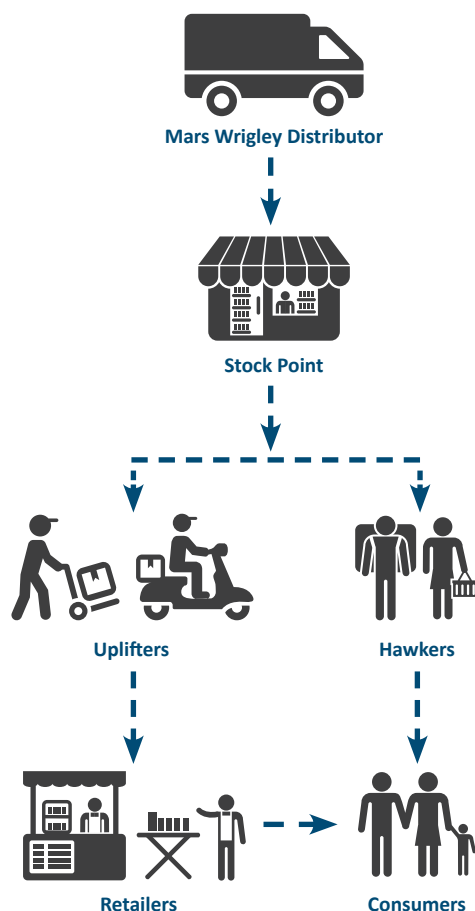 Mars Wrigley Distributor
Stock Point
Uplifters
Hawkers
Retailers
Consumers